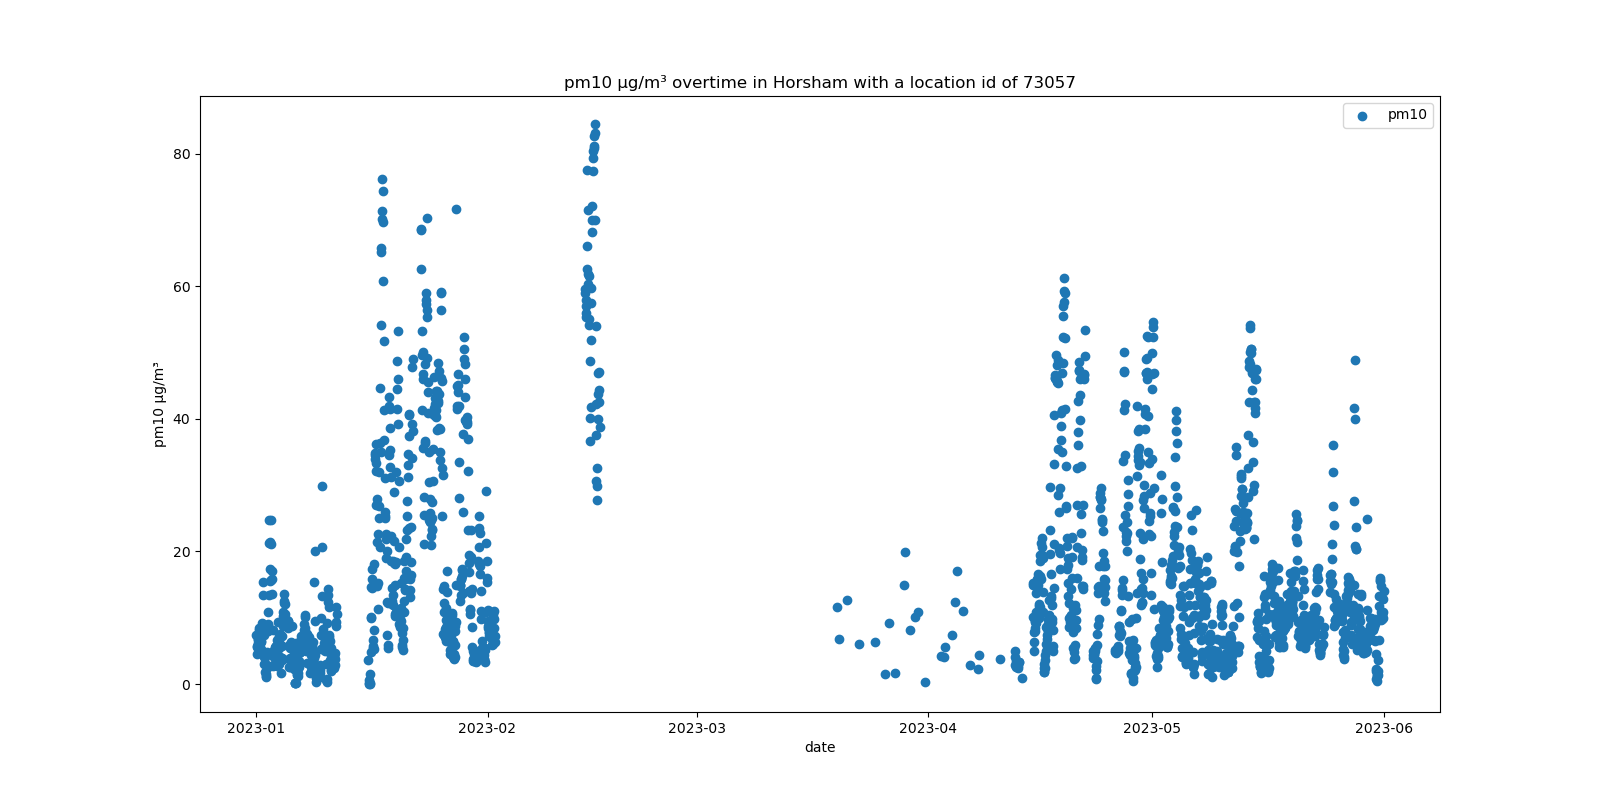 pm10 µg/m³ overtime in Horsham with a location id of 73057
pm10
80
60
40
20
0
pm10 µg/m³
2023-01 2023-02 2023-03 2023-04 2023-05 2023-06
date